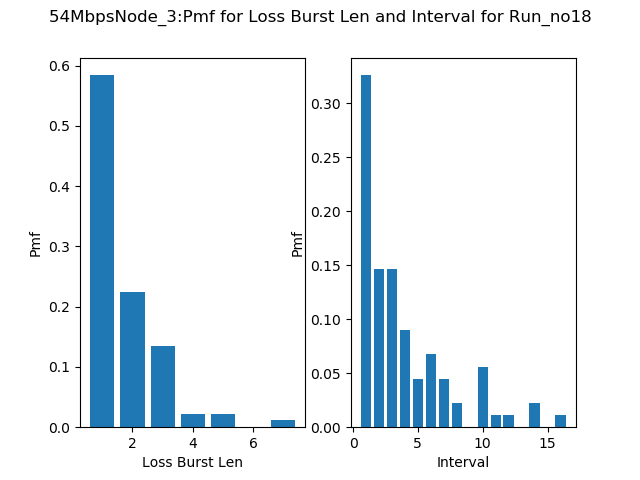 54MbpsNode_3:Pmf for Loss Burst Len and Interval for Run_no18
0.6
0.5
0.4
0.3
0.2
0.1
0.0
Pmf
2 4 6
Loss Burst Len
0.30
0.25
0.20
0.15
0.10
0.05
0.00
Pmf
0 5 10 15
Interval